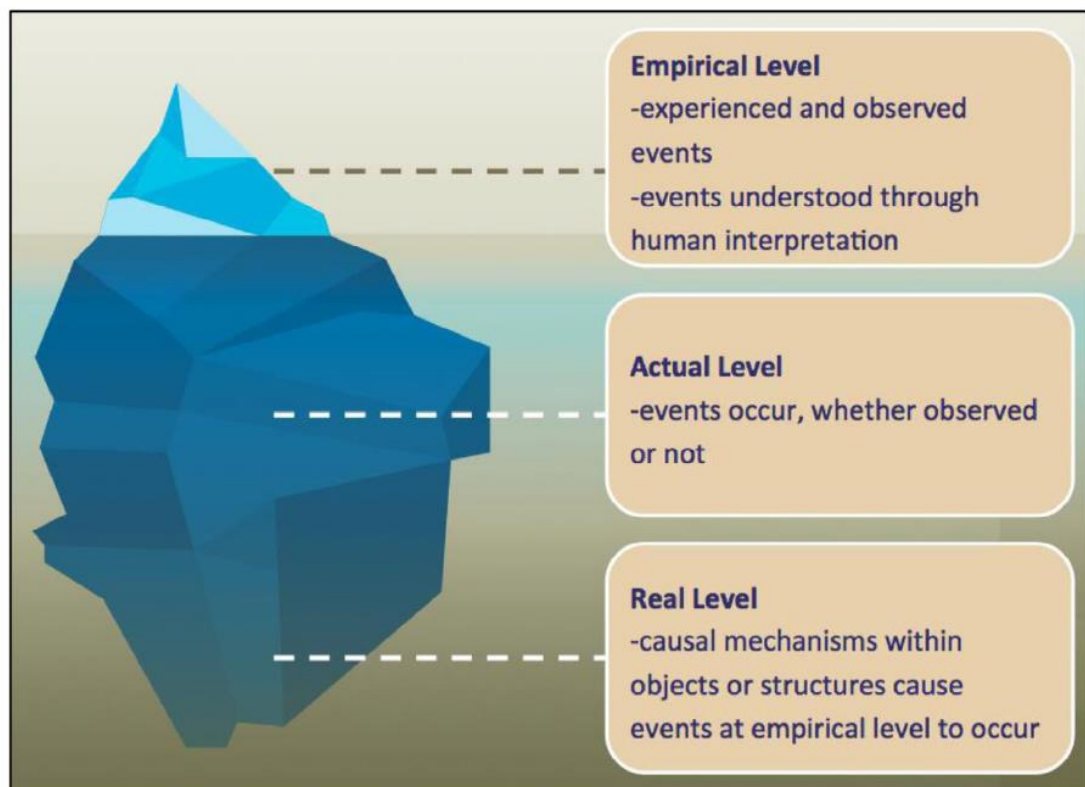 Empirical Level
-experienced and observed
events
-events understood through
human interpretation
Actual Level
-events occur, whether observed
or not
Real Level
-causal mechanisms within
objects or structures cause
events at empirical level to occur